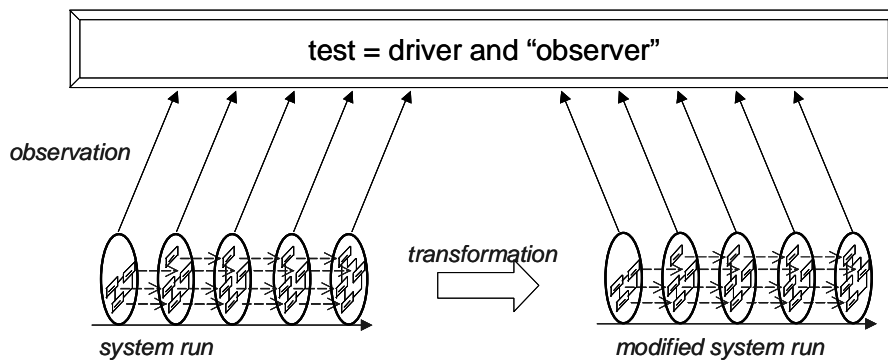 test = driver and “observer”
observation
transformation
system run
modified system run